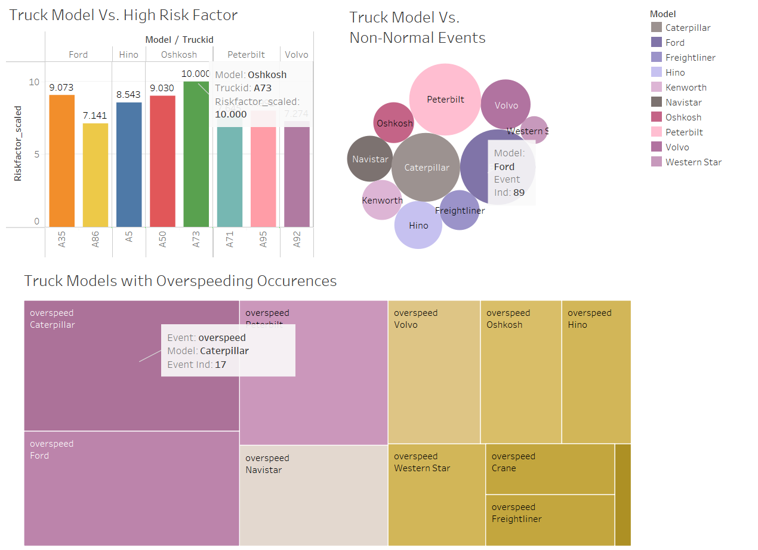 Truck Model Vs. High Risk Factor
Model / Truckid
Ford Hino Oshkosh Peterbilt Volvo
Riskfactor_scaled
10
5
0
9.073
7.141
8.543
9.030
10.000
7.274
Model: Oshkosh
Truckid: A73
Riskfactor_scaled:
10.000
A35 A86 A5 A50 A73 A71 A95 A92
Truck Model Vs.
Non-Normal Events
Peterbilt
Volvo
Oshkosh
Western S
Navistar
Caterpillar
Model:
Ford
Event
Ind: 89
Kenworth
Freightliner
Hino
Model
Caterpillar
Ford
Freightliner
Hino
Kenworth
Navistar
Oshkosh
Peterbilt
Volvo
Western Star
Truck Models with Overspeeding Occurences
overspeed
Caterpillar
Event: overspeed
Model: Caterpillar
Event Ind: 17
overspeed
Peterbilt
overspeed
Volvo
overspeed
Oshkosh
overspeed
Hino
overspeed
Ford
overspeed
Navistar
overspeed
Western Star
overspeed
Crane
overspeed
Freightliner